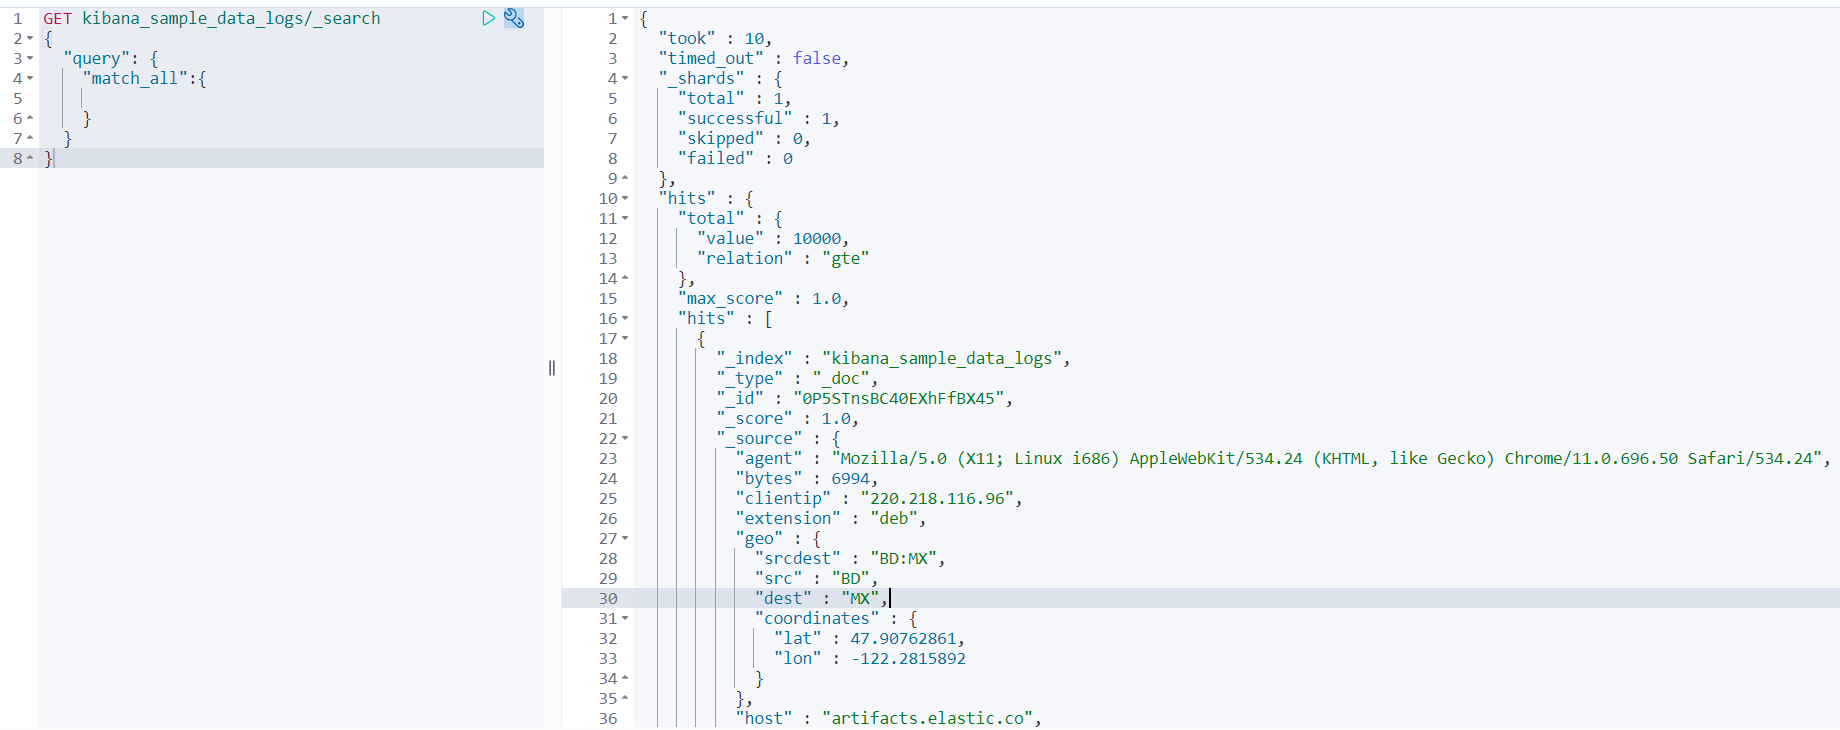 1 GET kibana_sample_data_logs/_search
2 {
3 "query": {
4 "match_all":{
5
6 }
7 }
8 }
1 {
2 "took" : 10,
3 "timed_out" : false,
4 "_shards" : {
5 "total" : 1,
6 "successful" : 1,
7 "skipped" : 0,
8 "failed" : 0
9 },
10 "hits" : {
11 "total" : {
12 "value" : 10000,
13 "relation" : "gte"
14 },
15 "max_score" : 1.0,
16 "hits" : [
17 {
18 "_index" : "kibana_sample_data_logs",
19 "_type" : "_doc",
20 "_id" : "0P5STnsBC40EXhFfBX45",
21 "_score" : 1.0,
22 "_source" : {
23 "agent" : "Mozilla/5.0 (X11; Linux i686) AppleWebKit/534.24 (KHTML, like Gecko) Chrome/11.0.696.50 Safari/534.24",
24 "bytes" : 6994,
25 "clientip" : "220.218.116.96",
26 "extension" : "deb",
27 "geo" : {
28 "srcdest" : "BD:MX",
29 "src" : "BD",
30 "dest" : "MX",
31 "coordinates" : {
32 "lat" : 47.90762861,
33 "lon" : -122.2815892
34 }
35 },
36 "host" : "artifacts.elastic.co",